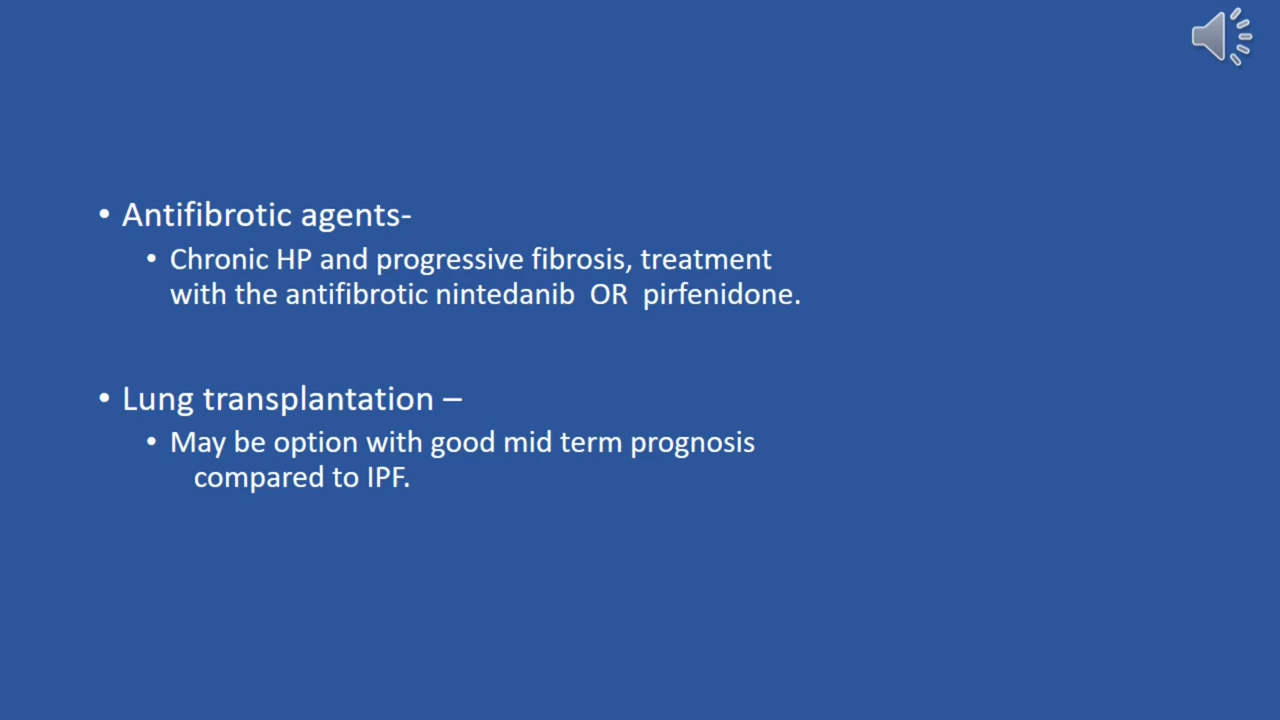 • Antifibrotic agents-
• Chronic HP and progressive fibrosis, treatment
with the antifibrotic nintedanib OR pirfenidone.
• Lung transplantation –
• May be option with good mid term prognosis
compared to IPF.